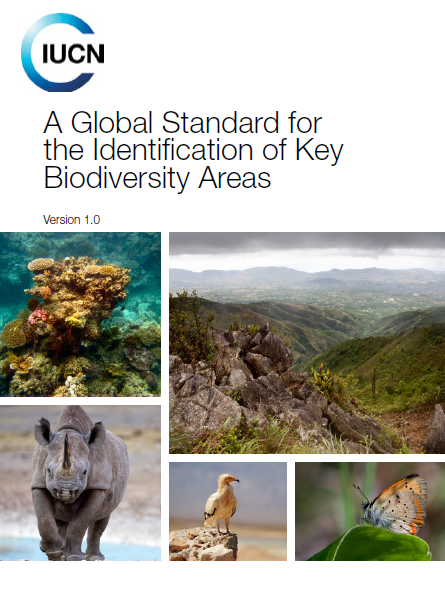 IUCN
A Global Standard for
the Identification of Key
Biodiversity Areas
Version 1.0